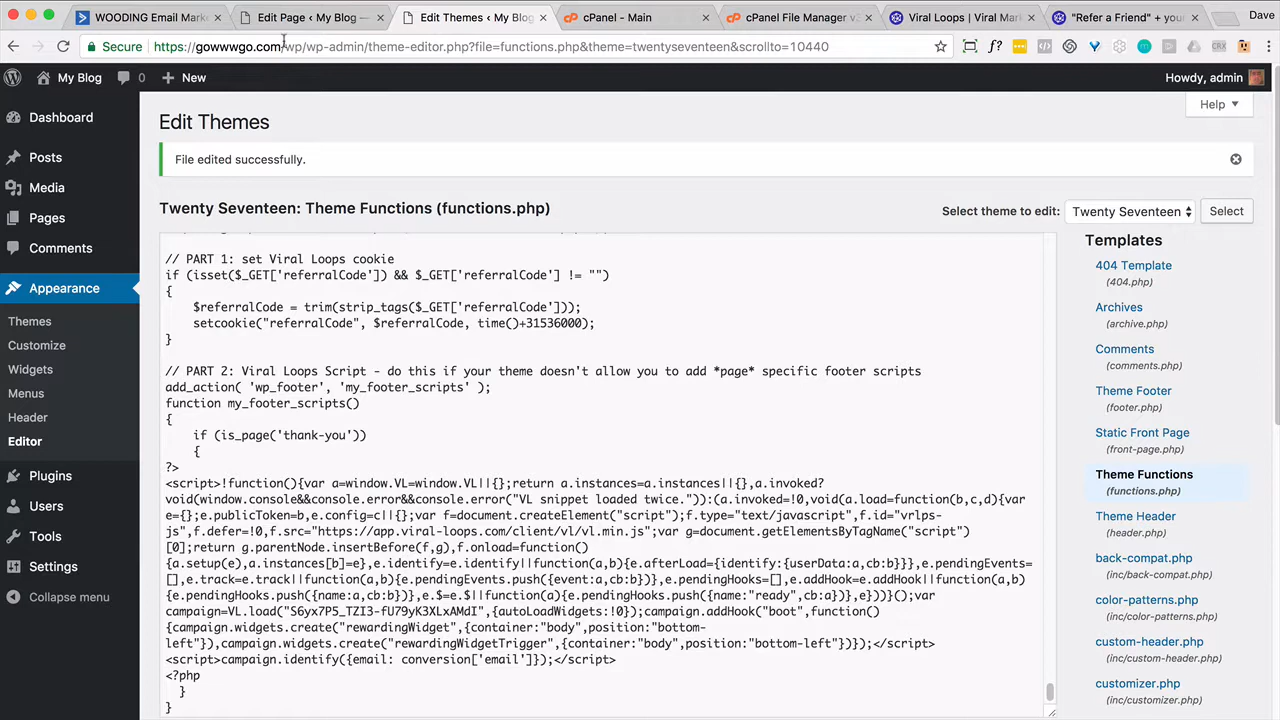 WOODING Email Market
Edit Page ‹ My Blog —
Edit Themes ‹ My Blog
cPanel - Main
cPanel File Manager v3
Viral Loops | Viral Mark
"Refer a Friend" + your
Dave
Secure
https://gowwwgo.com/wp/wp-admin/theme-editor.php?file=functions.php&theme=twentyseventeen&scrollto=10440
My Blog
0
New
Howdy, admin
Dashboard
Posts
Media
Pages
Comments
Appearance
Themes
Customize
Widgets
Menus
Header
Editor
Plugins
Users
Tools
Settings
Collapse menu
Help
Edit Themes
File edited successfully.
Twenty Seventeen: Theme Functions (functions.php)
Select theme to edit:
Twenty Seventeen
Select
// PART 1: set Viral Loops cookie
if (isset($_GET['referralCode']) && $_GET['referralCode'] != "")
{
$referralCode = trim(strip_tags($_GET['referralCode']));
setcookie("referralCode", $referralCode, time()+31536000);
}
// PART 2: Viral Loops Script - do this if your theme doesn't allow you to add *page* specific footer scripts
add_action( 'wp_footer', 'my_footer_scripts' );
function my_footer_scripts()
{
if (is_page('thank-you'))
{
?>
<script>!function(){var a=window.VL=window.VL||{};return a.instances=a.instances||{},a.invoked?
void(window.console&&console.error&&console.error("VL snippet loaded twice.")):(a.invoked=!0,void(a.load=function(b,c,d){var
e={};e.publicToken=b,e.config=c||{};var f=document.createElement("script");f.type="text/javascript",f.id="vrlps-
js",f.defer=!0,f.src="https://app.viral-loops.com/client/vl/vl.min.js";var g=document.getElementsByTagName("script")
[0];return g.parentNode.insertBefore(f,g),f.onload=function()
{a.setup(e),a.instances[b]=e},e.identify=e.identify||function(a,b){e.afterLoad={identify:{userData:a,cb:b}}},e.pendingEvents=
[],e.track=e.track||function(a,b){e.pendingEvents.push({event:a,cb:b})},e.pendingHooks=[],e.addHook=e.addHook||function(a,b)
{e.pendingHooks.push({name:a,cb:b})},e.$=e.$||function(a){e.pendingHooks.push({name:"ready",cb:a})},e}))}();var
campaign=VL.load("S6yx7P5_TZI3-fU79yK3XLxAMdI",{autoLoadWidgets:!0});campaign.addHook("boot",function()
{campaign.widgets.create("rewardingWidget",{container:"body",position:"bottom-
left"}),campaign.widgets.create("rewardingWidgetTrigger",{container:"body",position:"bottom-left"})});</script>
<script>campaign.identify({email: conversion['email']});</script>
<?php
}
}
Templates
404 Template
(404.php)
Archives
(archive.php)
Comments
(comments.php)
Theme Footer
(footer.php)
Static Front Page
(front-page.php)
Theme Functions
(functions.php)
Theme Header
(header.php)
back-compat.php
(inc/back-compat.php)
color-patterns.php
(inc/color-patterns.php)
custom-header.php
(inc/custom-header.php)
customizer.php
(inc/customizer.php)